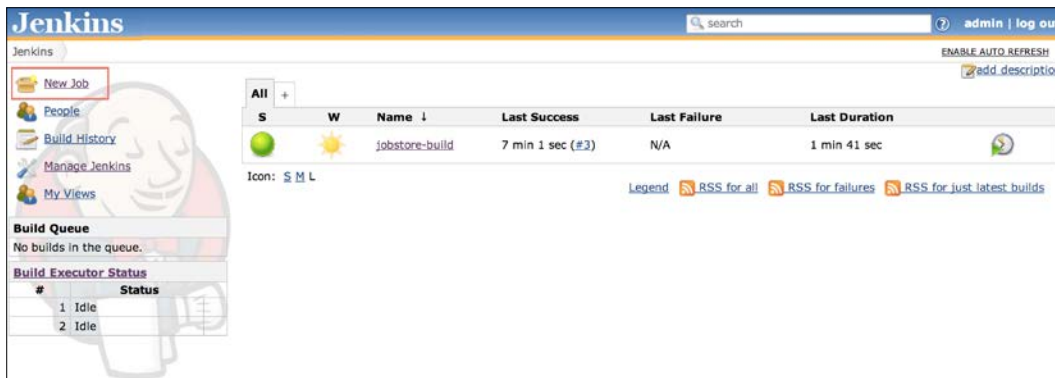 Jenkins
search
admin | log ou
Jenkins
ENABLE AUTO REFRESH
add descriptio
New Job
People
Build History
Manage Jenkins
My Views
All +
S W Name ↓ Last Success Last Failure Last Duration
jobstore-build 7 min 1 sec (#3) N/A 1 min 41 sec
Icon: S M L
Legend RSS for all RSS for failures RSS for just latest builds
Build Queue
No builds in the queue.
Build Executor Status
# Status
1 Idle
2 Idle